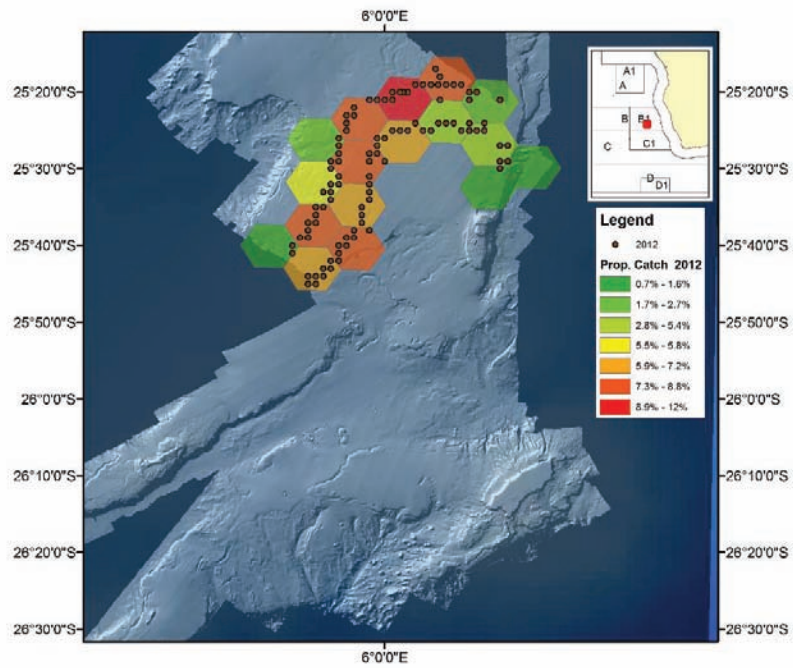 6°0'0"E
25°20'0"S
25°20'0"S
25°30'0"S
25°30'0"S
25°40'0"S
25°40'0"S
25°50'0"S
25°50'0"S
26°0'0"S
26°0'0"S
26°10'0"S
26°10'0"S
26°20'0"S
26°20'0"S
26°30'0"S
26°30'0"S
6°0'0"E
A1
A
B
B1
C
C1
D
D1
Legend
2012
Prop. Catch 2012
0.7% - 1.6%
1.7% - 2.7%
2.8% - 5.4%
5.5% - 5.8%
5.9% - 7.2%
7.3% - 8.8%
8.9% - 12%